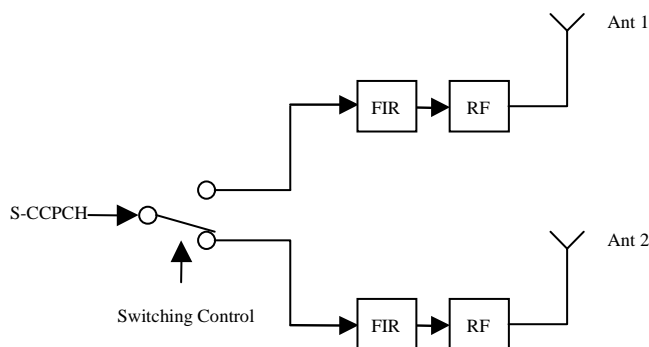 Ant 1
FIR
RF
S-CCPCH
Ant 2
Switching Control
FIR
RF